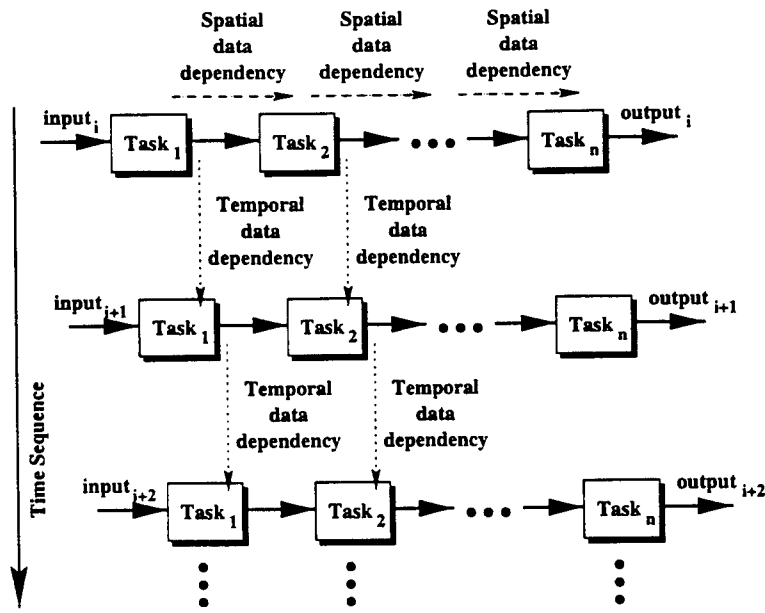 Spatial data dependency
Spatial data dependency
Spatial data dependency
input i
Task 1
Task 2
Task n
output i
Temporal data dependency
Temporal data dependency
input i+1
Task 1
Task 2
Task n
output i+1
Temporal data dependency
Temporal data dependency
Time Sequence
input i+2
Task 1
Task 2
Task n
output i+2